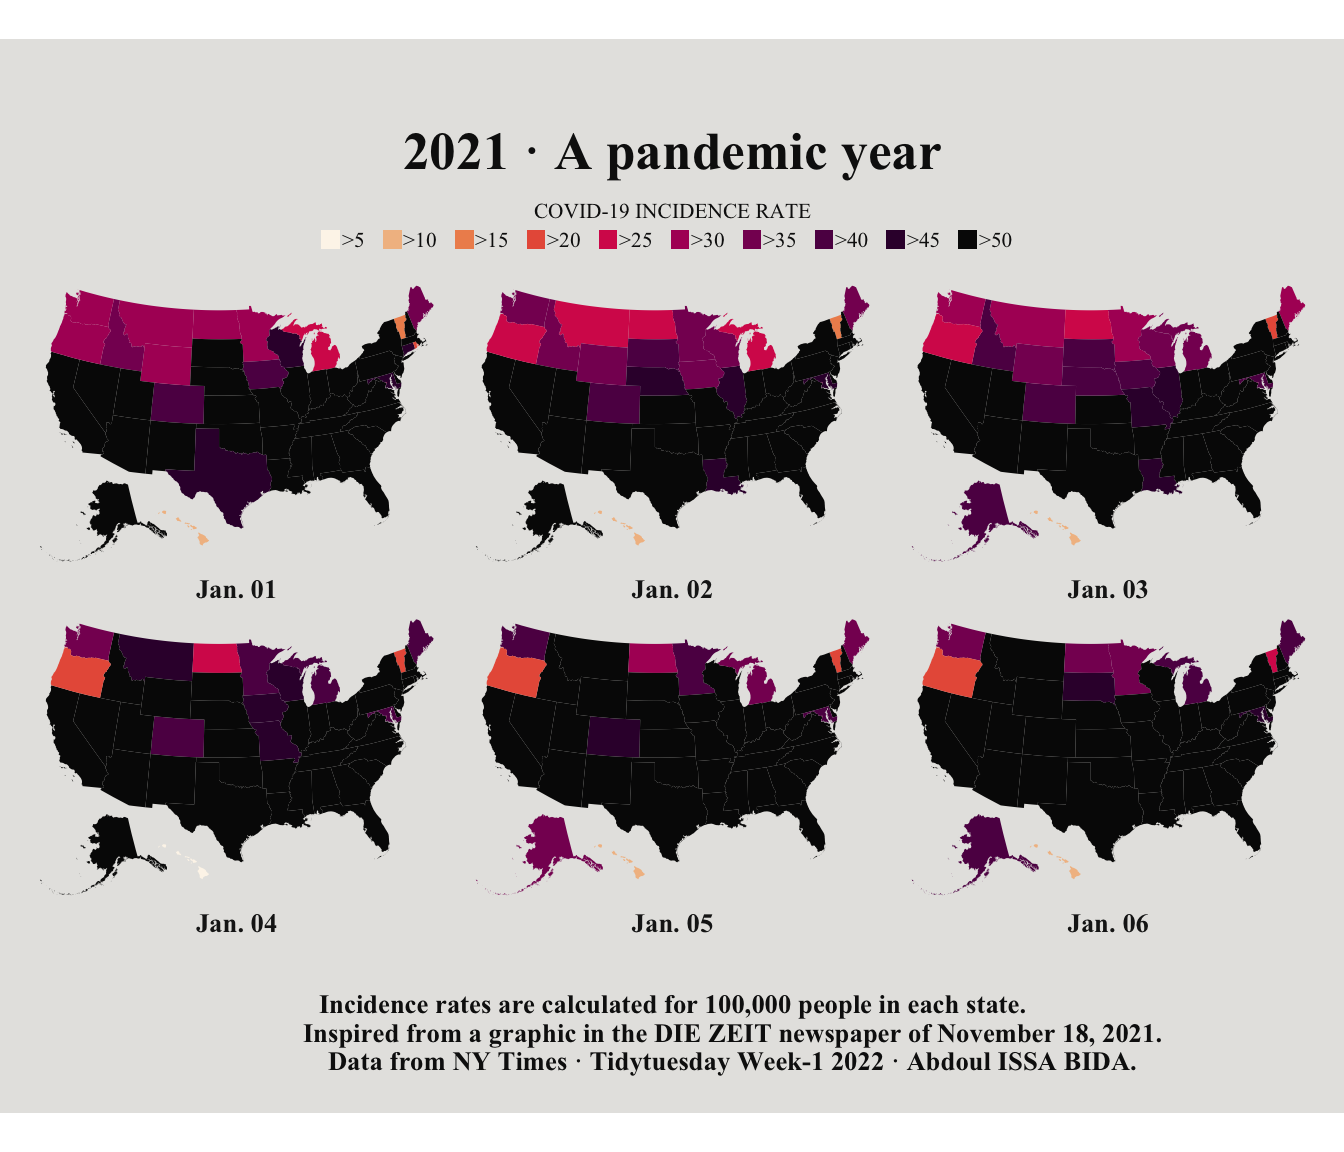 2021 · A pandemic year
COVID-19 INCIDENCE RATE
>5 >10 >15 >20 >25 >30 >35 >40 >45 >50
Jan. 01 Jan. 02 Jan. 03
Jan. 04 Jan. 05 Jan. 06
Incidence rates are calculated for 100,000 people in each state.
Inspired from a graphic in the DIE ZEIT newspaper of November 18, 2021.
Data from NY Times · Tidytuesday Week-1 2022 · Abdoul ISSA BIDA.